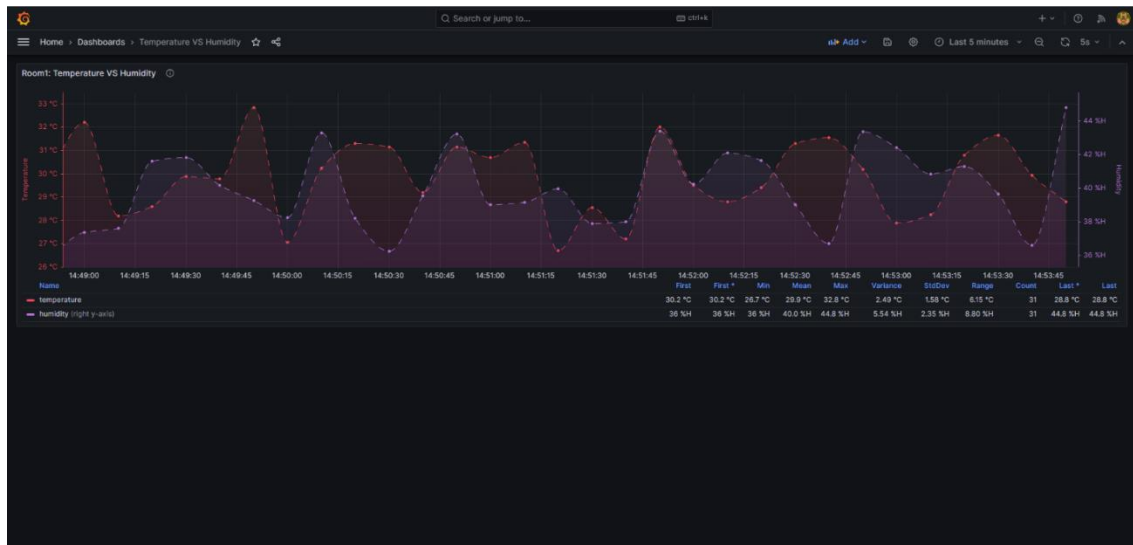 Search or jump to... ctrl+k
Home › Dashboards › Temperature VS Humidity Add Last 5 minutes 5s
Room1: Temperature VS Humidity
33 °C
32 °C
31 °C
30 °C
29 °C
28 °C
27 °C
26 °C
Temperature
44 %H
42 %H
40 %H
38 %H
36 %H
Humidity
14:49:00 14:49:15 14:49:30 14:49:45 14:50:00 14:50:15 14:50:30 14:50:45 14:51:00 14:51:15 14:51:30 14:51:45 14:52:00 14:52:15 14:52:30 14:52:45 14:53:00 14:53:15 14:53:30 14:53:45
Name First First * Min Mean Max Variance StdDev Range Count Last * Last
temperature 30.2 °C 30.2 °C 26.7 °C 29.9 °C 32.8 °C 2.49 °C 1.58 °C 6.15 °C 31 28.8 °C 28.8 °C
humidity (right y-axis) 36 %H 36 %H 36 %H 40.0 %H 44.8 %H 5.54 %H 2.35 %H 8.80 %H 31 44.8 %H 44.8 %H